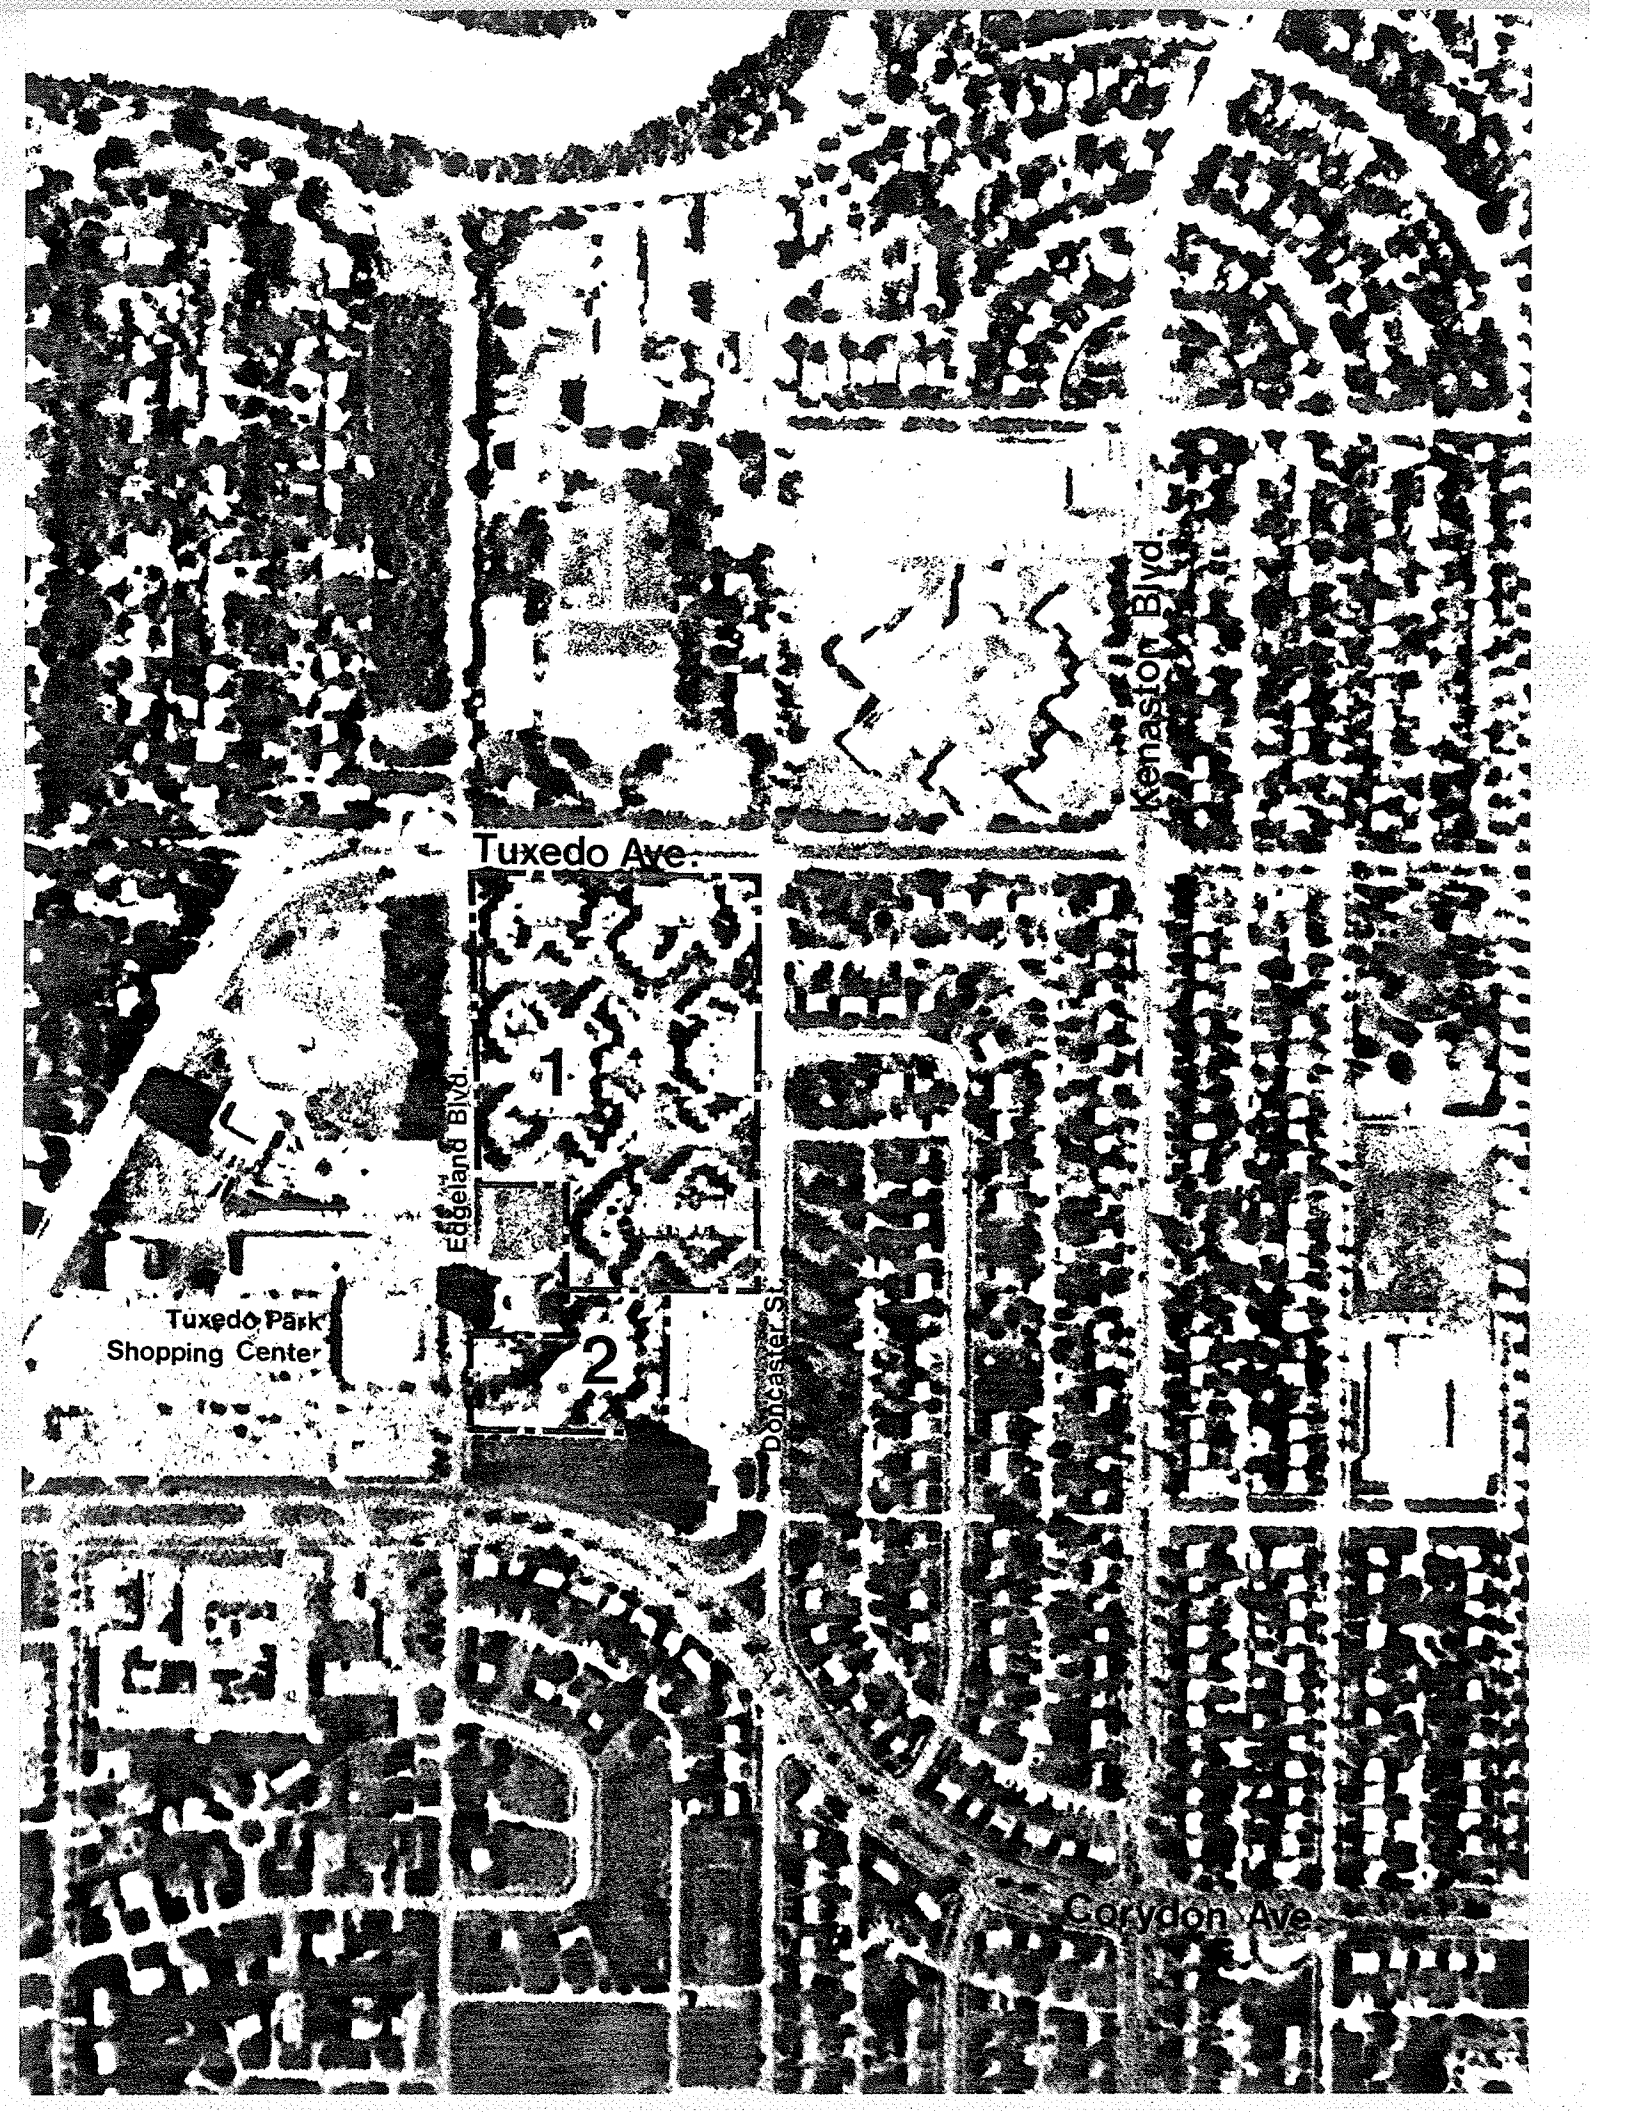 Kenaston Blvd.
Tuxedo Ave.
1
Edgeland Blvd.
Tuxedo Park
Shopping Center
2
Doncaster St.
Corydon Ave.